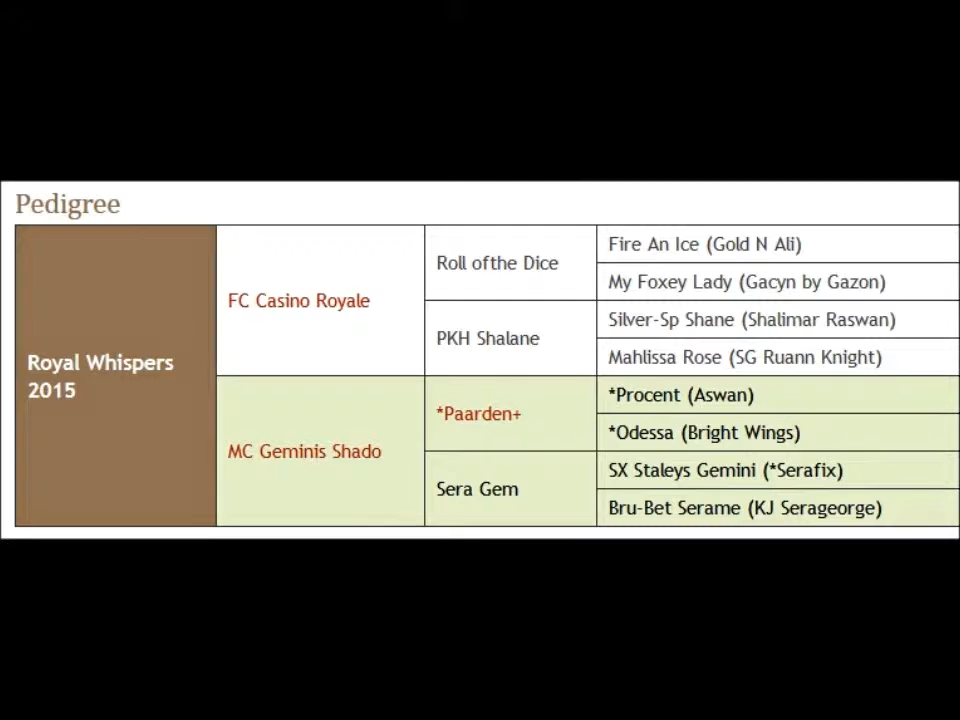 Pedigree
Royal Whispers
2015
FC Casino Royale
Roll ofthe Dice
Fire An Ice (Gold N Ali)
My Foxey Lady (Gacyn by Gazon)
PKH Shalane
Silver-Sp Shane (Shalimar Raswan)
Mahlissa Rose (SG Ruann Knight)
MC Geminis Shado
*Paarden+
*Procent (Aswan)
*Odessa (Bright Wings)
Sera Gem
SX Staleys Gemini (*Serafix)
Bru-Bet Serame (KJ Serageorge)